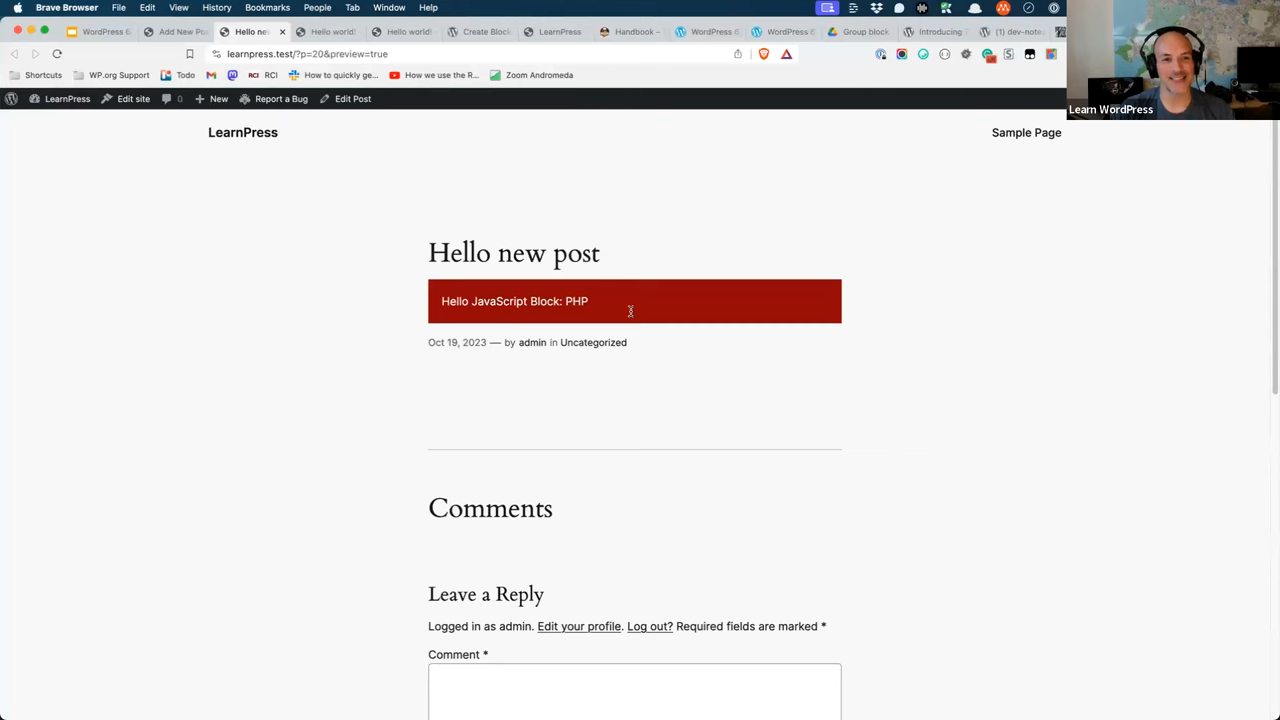 Brave Browser File Edit View History Bookmarks People Tab Window Help
WordPress 6. Add New Po Hello ne Hello world! Hello world! Create Block LearnPress Handbook – WordPress 6 WordPress 6 Group block Introducing [) dev-note
learnpress.test/?p=20&preview=true
Shortcuts WP.org Support Todo RCI RCI How to quickly ge... How we use the R... Zoom Andromeda
Learn WordPress
LearnPress Edit site 0 New Report a Bug Edit Post
LearnPress Sample Page
Hello new post
Hello JavaScript Block: PHP
Oct 19, 2023 — by admin in Uncategorized
Comments
Leave a Reply
Logged in as admin. Edit your profile. Log out? Required fields are marked *
Comment *